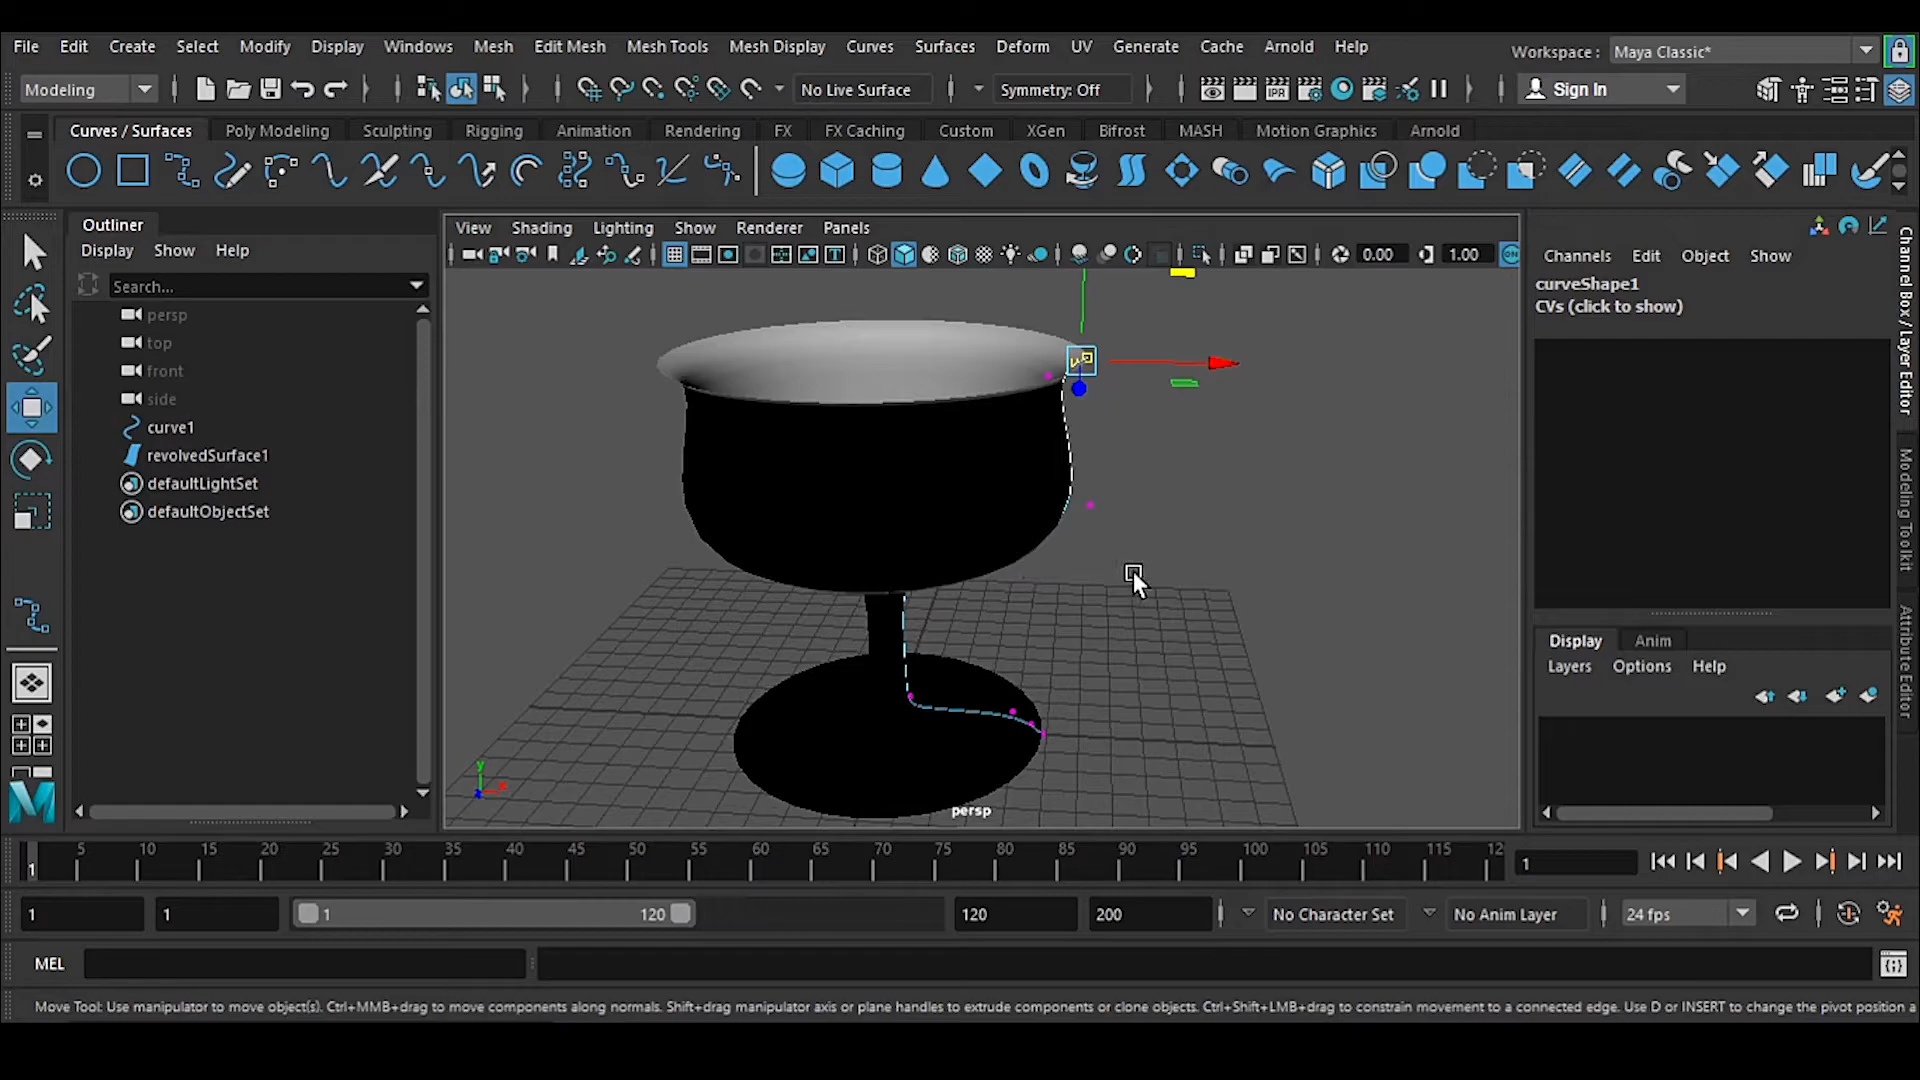 File Edit Create Select Modify Display Windows Mesh Edit Mesh Mesh Tools Mesh Display Curves Surfaces Deform UV Generate Cache Arnold Help Workspace : Maya Classic*
Modeling No Live Surface Symmetry: Off Sign In
Curves / Surfaces Poly Modeling Sculpting Rigging Animation Rendering FX FX Caching Custom XGen Bifrost MASH Motion Graphics Arnold
Outliner
Display Show Help
Search...
persp
top
front
side
curve1
revolvedSurface1
defaultLightSet
defaultObjectSet
View Shading Lighting Show Renderer Panels
0.00 1.00 ON
y
x
z
persp
Channels Edit Object Show
curveShape1
CVs (click to show)
Display Anim
Layers Options Help
Channel Box / Layer Editor
Modeling Toolkit
Attribute Editor
5 10 15 20 25 30 35 40 45 50 55 60 65 70 75 80 85 90 95 100 105 110 115 12
1 1
1 1 1 120 120 200 No Character Set No Anim Layer 24 fps
MEL
Move Tool: Use manipulator to move object(s). Ctrl+MMB+drag to move components along normals. Shift+drag manipulator axis or plane handles to extrude components or clone objects. Ctrl+Shift+LMB+drag to constrain movement to a connected edge. Use D or INSERT to change the pivot position a